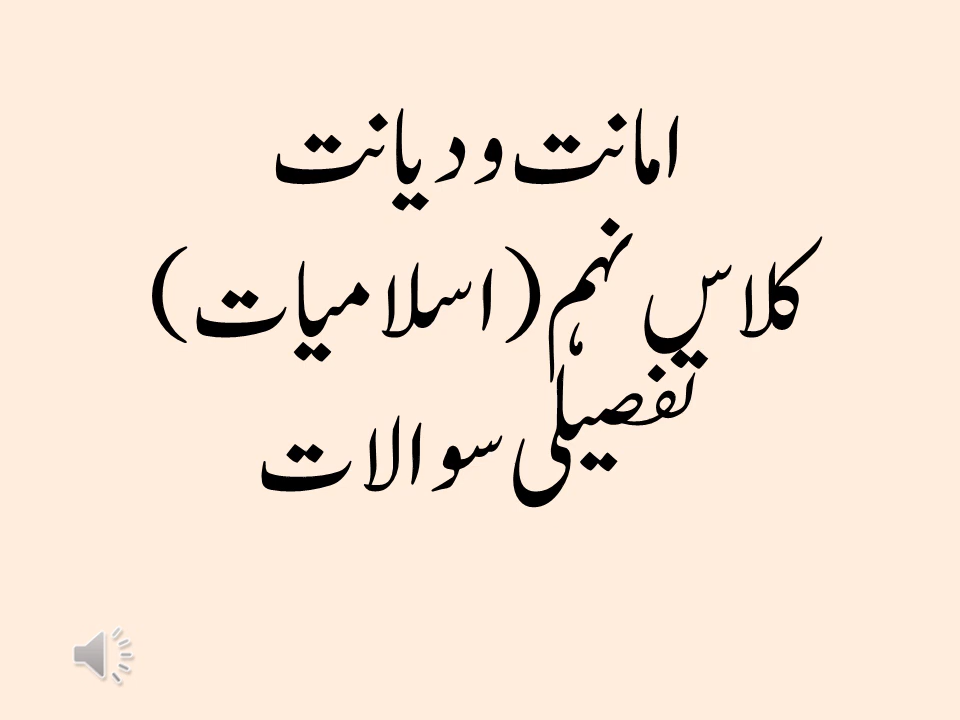 امانت و دیانت
کلاس نہم (اسلامیات)
تفصیلی سوالات